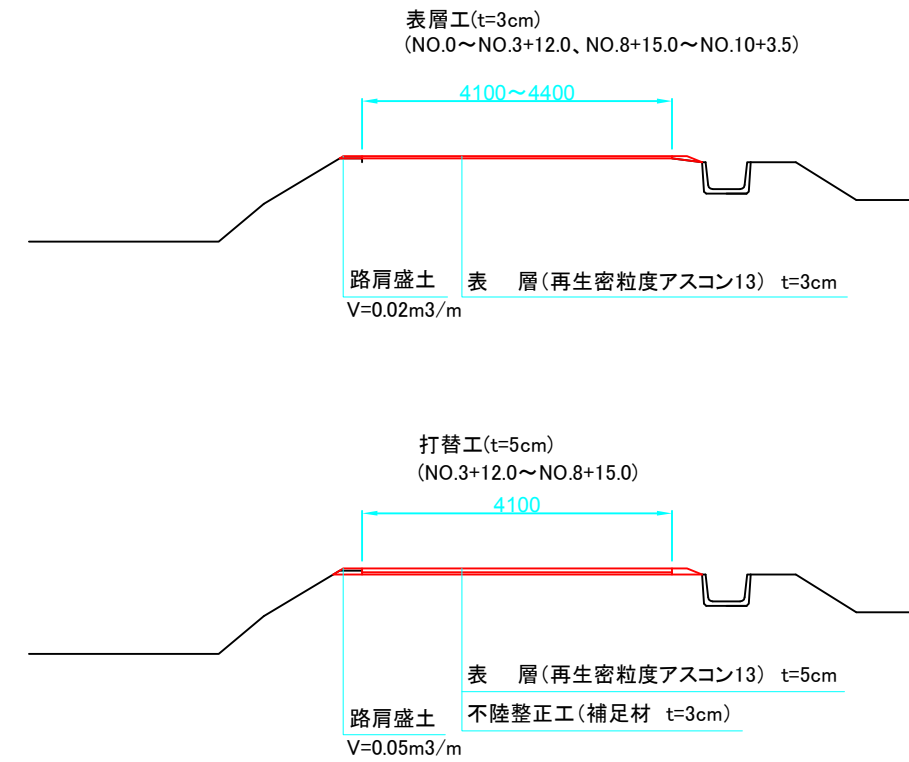 表層工(t=3cm)
(NO.0～NO.3+12.0、NO.8+15.0～NO.10+3.5)
4100～4400
路肩盛土
V=0.02m3/m
表　層(再生密粒度アスコン13)　t=3cm
打替工(t=5cm)
(NO.3+12.0～NO.8+15.0)
4100
表　層(再生密粒度アスコン13)　t=5cm
不陸整正工(補足材　t=3cm)
路肩盛土
V=0.05m3/m